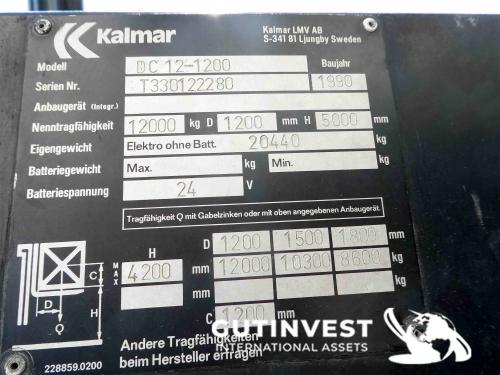 Kalmar
Kalmar LMV AB
S-341 81 Ljungby Sweden
Modell DC 12-1200 Baujahr
Serien Nr. T330122280 1990
Anbaugerät (Integr.)
Nenntragfähigkeit 12000 kg D 1200 mm H 5000 mm
Eigengewicht Elektro ohne Batt. 20440 kg
Batteriegewicht Max. kg Min. kg
Batteriespannung 24 V
Tragfähigkeit Q mit Gabelzinken oder mit oben angegebenen Anbaugerät.
H D 1200 1500 1800 mm
MAX 4200 mm 12000 10300 8600 kg
mm kg
C 1200 mm
C
D
H
Q
Andere Tragfähigkeiten
beim Hersteller erfragen
228859.0200
GUTINVEST
INTERNATIONAL ASSETS